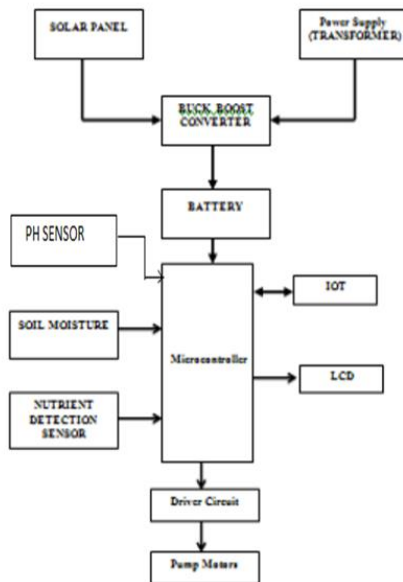 SOLAR PANEL
Power Supply
(TRANSFORMER)
BUCK BOOST
CONVERTER
BATTERY
PH SENSOR
SOIL MOISTURE
NUTRIENT
DETECTION
SENSOR
Microcontroller
IOT
LCD
Driver Circuit
Pump Motors